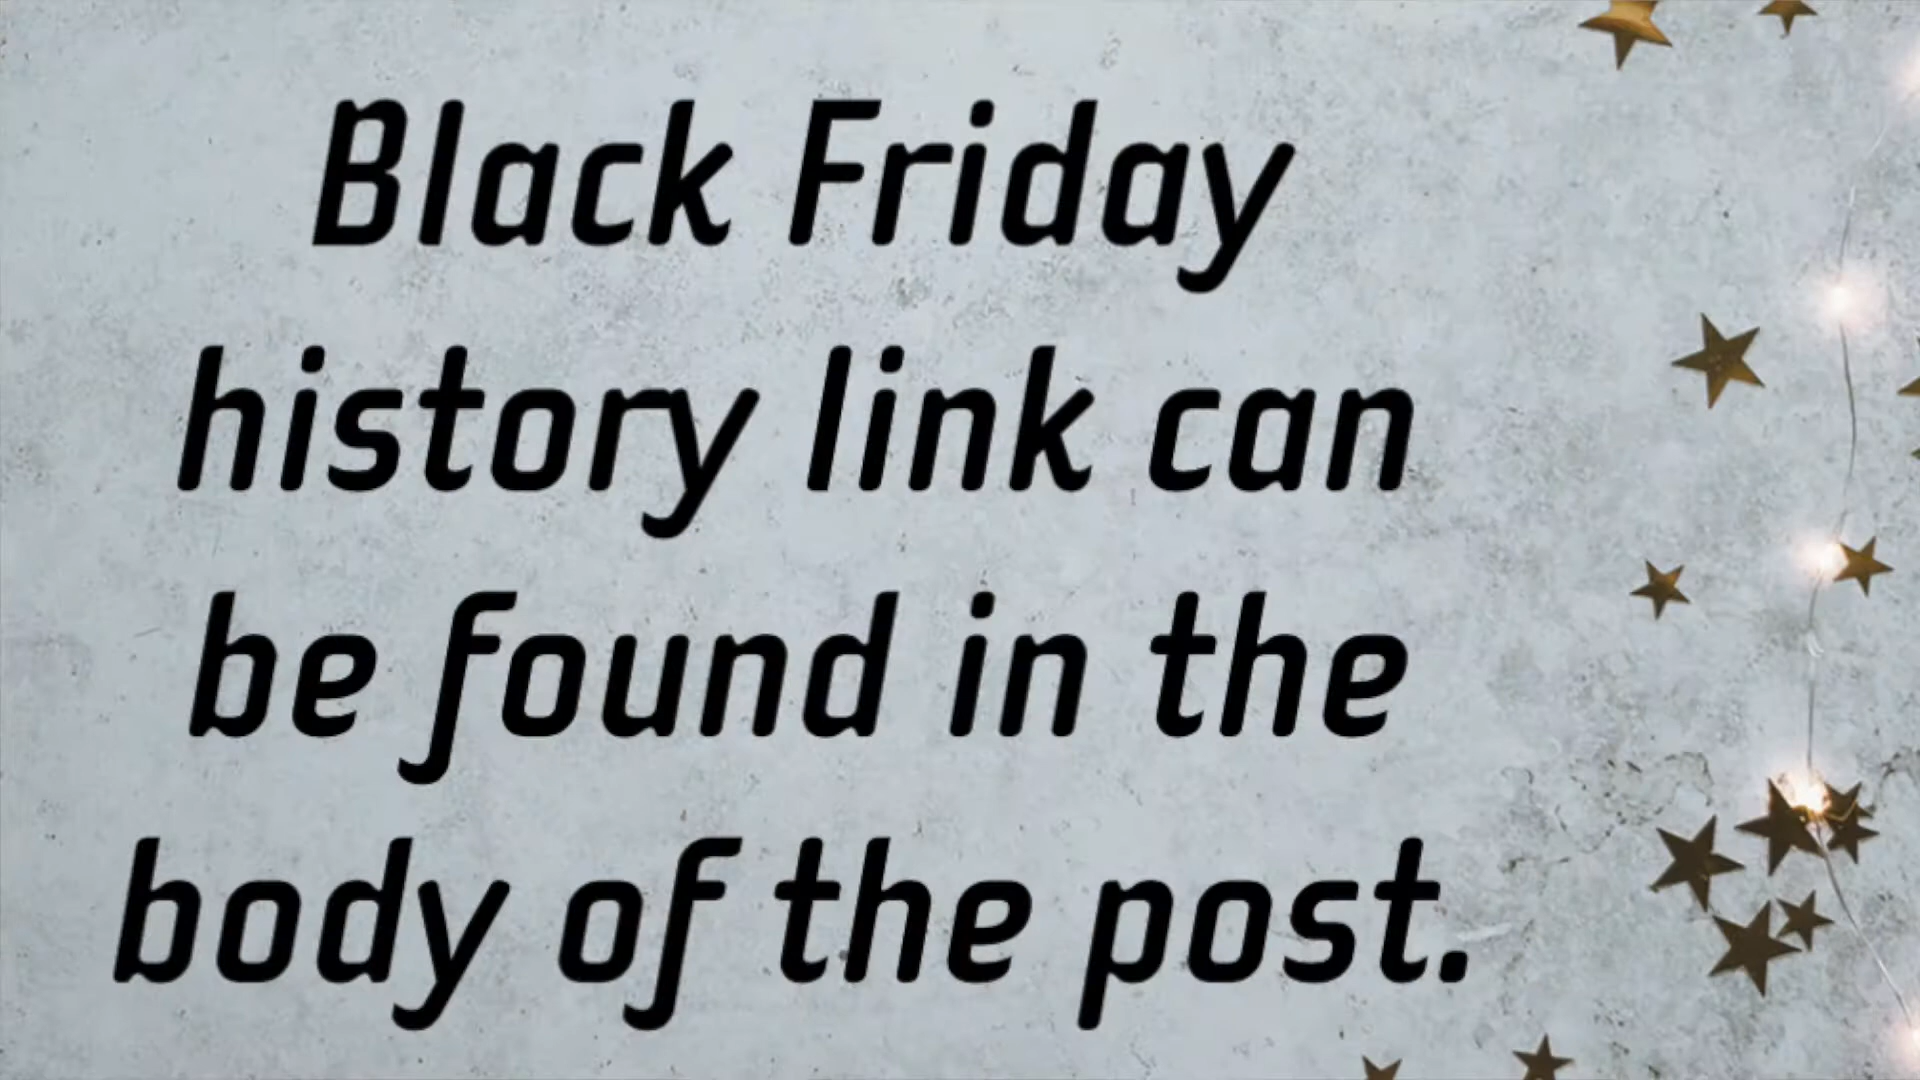 Black Friday
history link can
be found in the
body of the post.